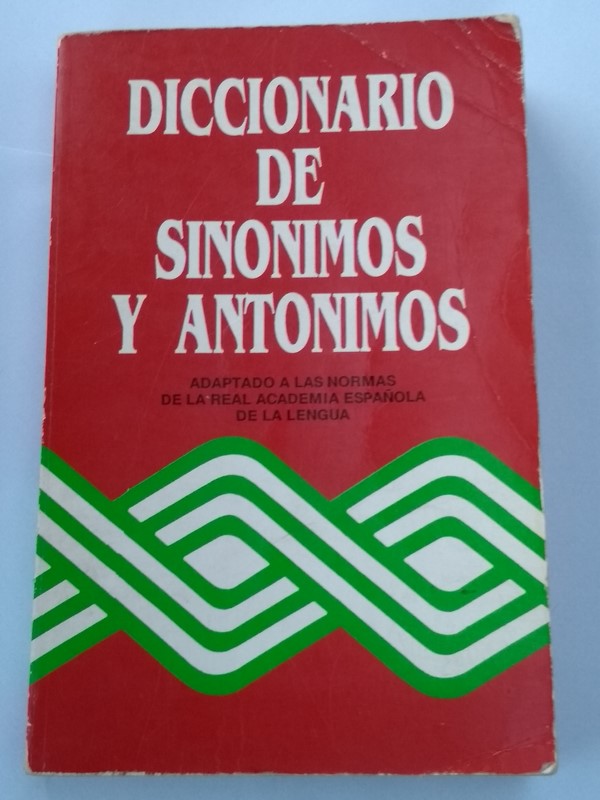 DICCIONARIO
DE
SINONIMOS
Y ANTONIMOS
ADAPTADO A LAS NORMAS
DE LA REAL ACADEMIA ESPAÑOLA
DE LA LENGUA